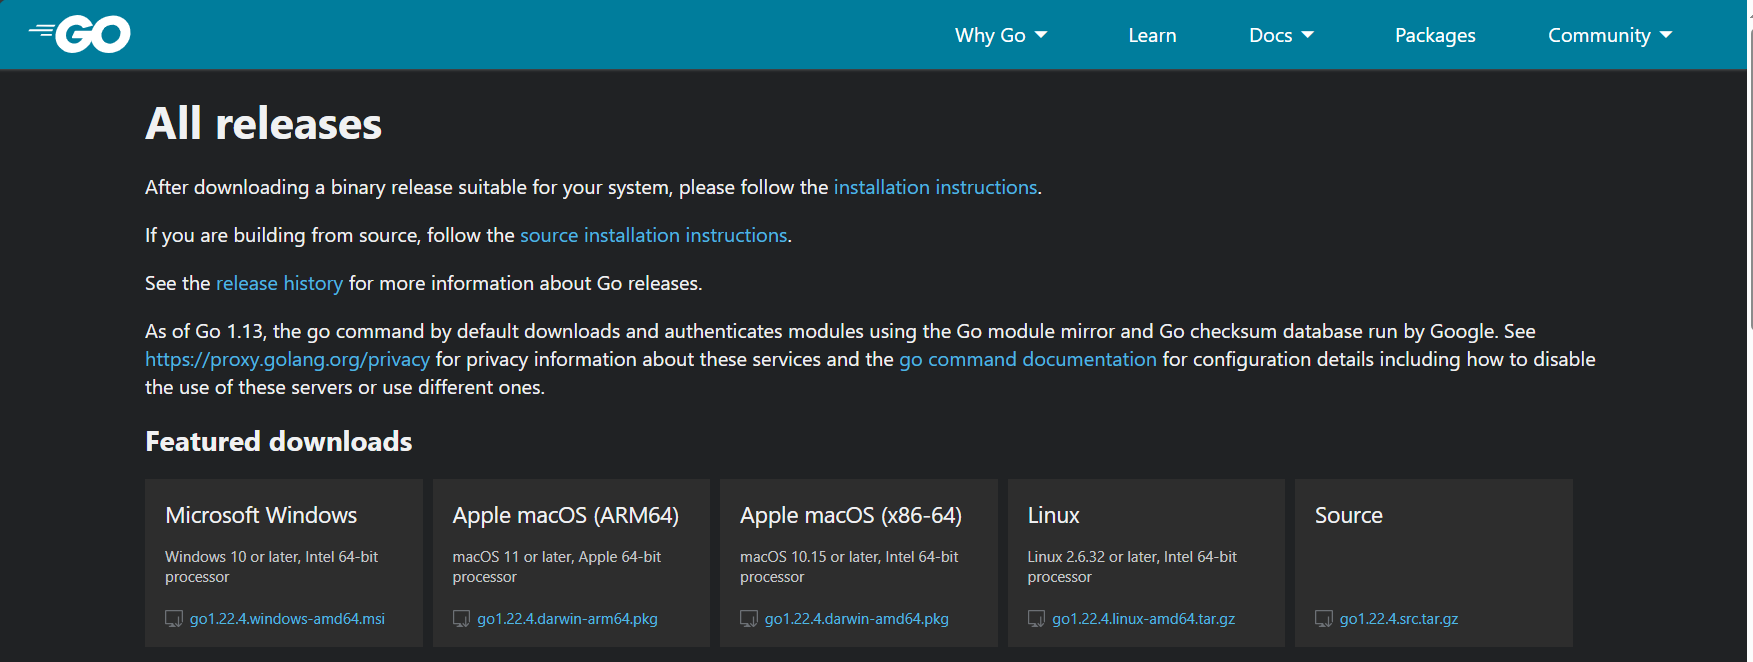 GO
Why Go
Learn
Docs
Packages
Community
All releases
After downloading a binary release suitable for your system, please follow the installation instructions.
If you are building from source, follow the source installation instructions.
See the release history for more information about Go releases.
As of Go 1.13, the go command by default downloads and authenticates modules using the Go module mirror and Go checksum database run by Google. See
https://proxy.golang.org/privacy for privacy information about these services and the go command documentation for configuration details including how to disable
the use of these servers or use different ones.
Featured downloads
Microsoft Windows
Windows 10 or later, Intel 64-bit
processor
go1.22.4.windows-amd64.msi
Apple macOS (ARM64)
macOS 11 or later, Apple 64-bit
processor
go1.22.4.darwin-arm64.pkg
Apple macOS (x86-64)
macOS 10.15 or later, Intel 64-bit
processor
go1.22.4.darwin-amd64.pkg
Linux
Linux 2.6.32 or later, Intel 64-bit
processor
go1.22.4.linux-amd64.tar.gz
Source
go1.22.4.src.tar.gz